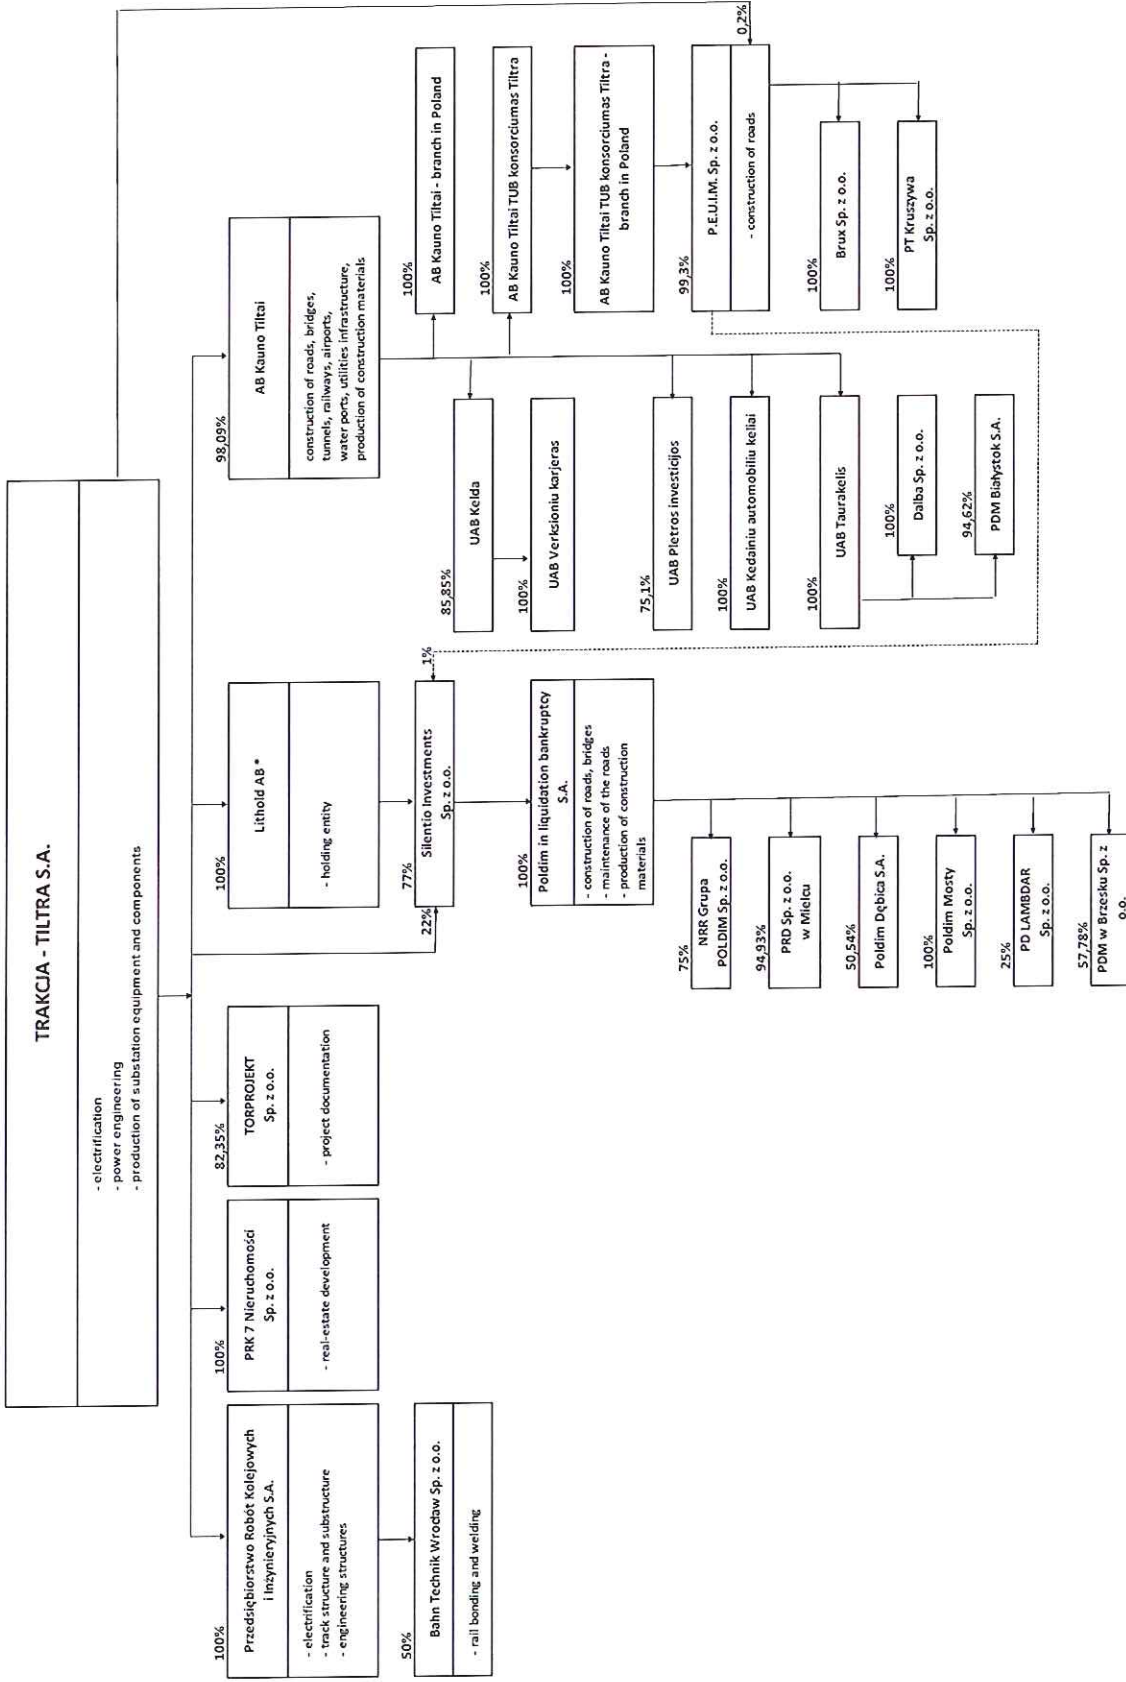 TRAKCJA - TILTRA S.A.
- electrification
- power engineering
- production of substation equipment and components
100%
Przedsiębiorstwo Robót Kolejowych
i Inżynieryjnych S.A.
- electrification
- track structure and substructure
- engineering structures
50%
Bahn Technik Wrocław Sp. z o.o.
- rail bonding and welding
100%
PRK 7 Nieruchomości
Sp. z o.o.
- real-estate development
82,35%
TORPROJEKT
Sp. z o.o.
- project documentation
100%
Lithold AB *
- holding entity
22%
77%
1%
Silentio Investments
Sp. z o.o.
100%
Poldim in liquidation bankruptcy
S.A.
- construction of roads, bridges
- maintenance of the roads
- production of construction
materials
75%
NRR Grupa
POLDIM Sp. z o.o.
94,93%
PRD Sp. z o.o.
w Mielcu
50,54%
Poldim Dębica S.A.
100%
Poldim Mosty
Sp. z o.o.
25%
PD LAMBDAR
Sp. z o.o.
57,78%
PDM w Brzesku Sp. z
o.o.
98,09%
AB Kauno Tiltai
construction of roads, bridges,
tunnels, railways, airports,
water ports, utilities infrastructure,
production of construction materials
85,85%
UAB Kelda
100%
UAB Verksioniu karjeras
75,1%
UAB Pletros investicijos
100%
UAB Kedainiu automobiliu keliai
100%
UAB Taurakelis
100%
Dalba Sp. z o.o.
94,62%
PDM Białystok S.A.
100%
AB Kauno Tiltai - branch in Poland
100%
AB Kauno Tiltai TUB konsorciumas Tiltra
100%
AB Kauno Tiltai TUB konsorciumas Tiltra -
branch in Poland
99,3%
0,2%
P.E.U.I.M. Sp. z o.o.
- construction of roads
100%
Brux Sp. z o.o.
100%
PT Kruszywa
Sp. z o.o.